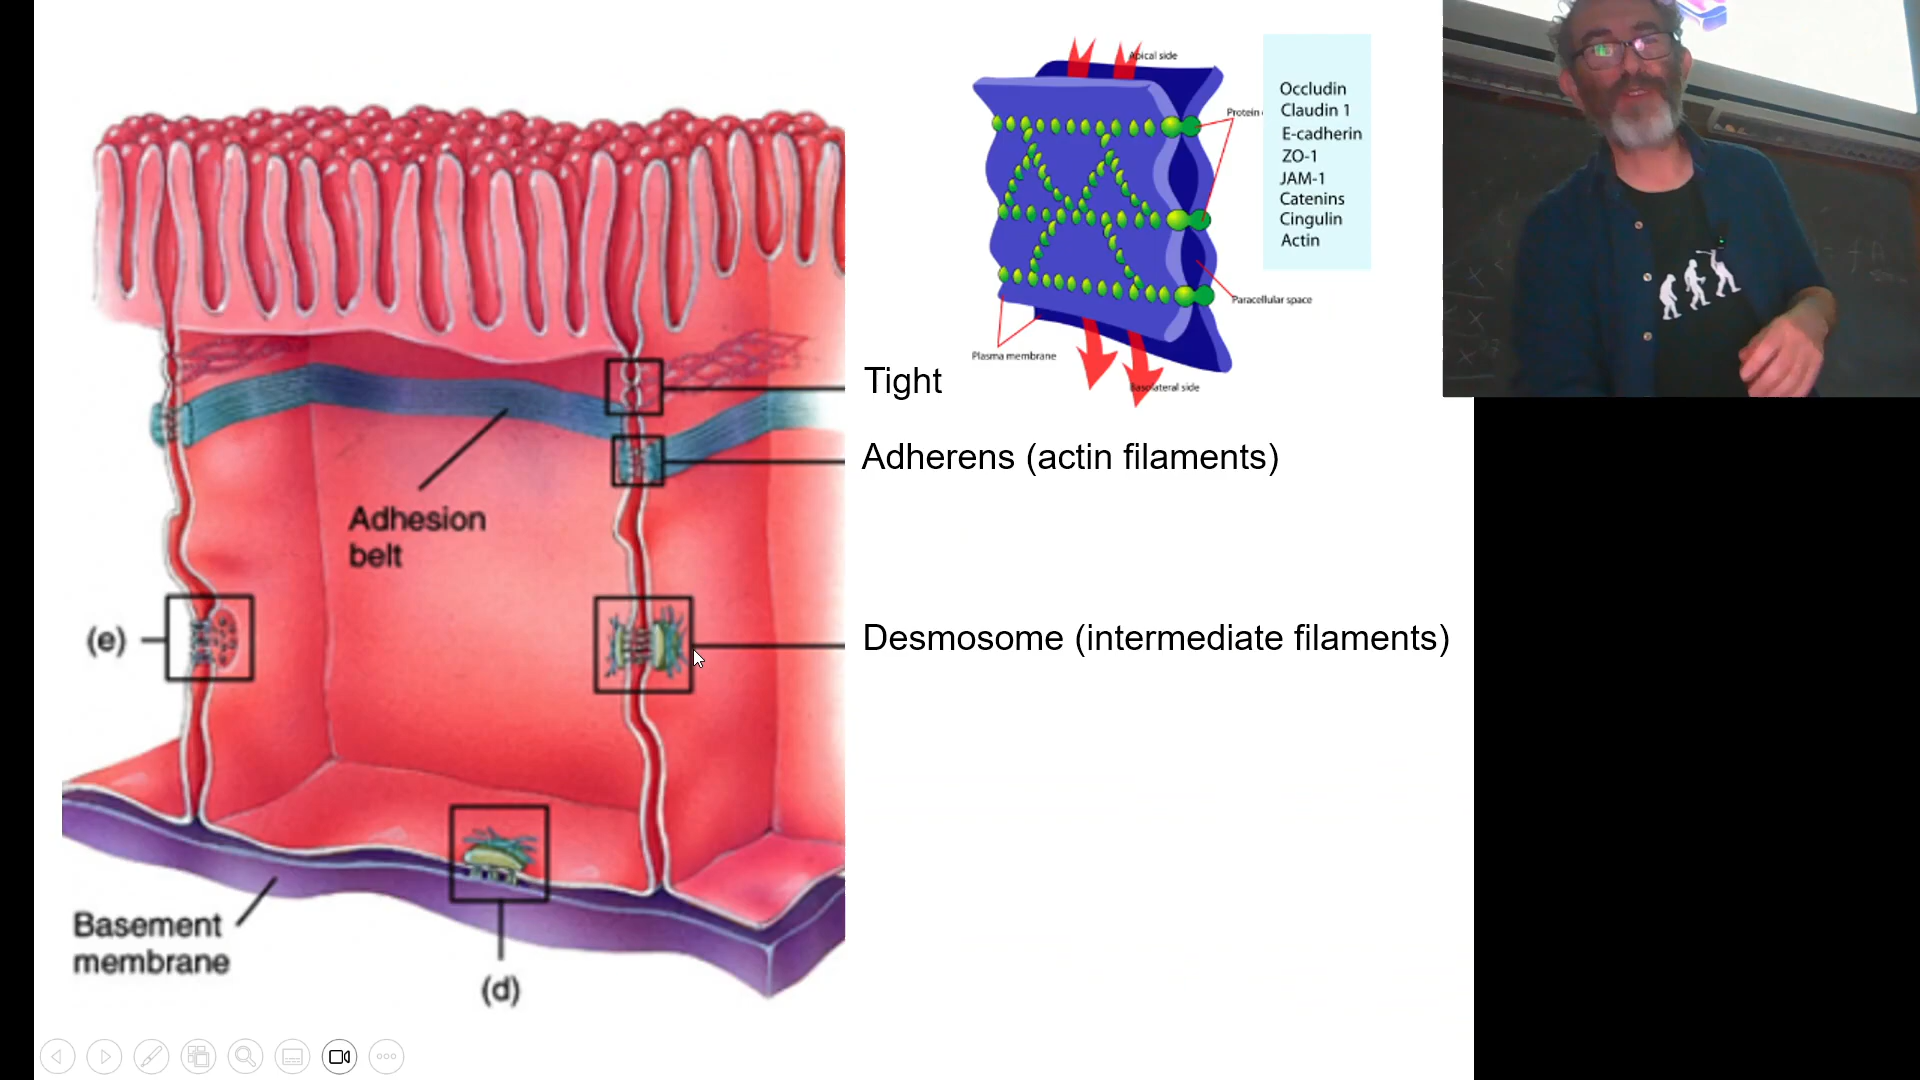 Apical side
Protein
Occludin
Claudin 1
E-cadherin
ZO-1
JAM-1
Catenins
Cingulin
Actin
Paracellular space
Plasma membrane
Basolateral side
Tight
Adherens (actin filaments)
Adhesion
belt
(e)
Desmosome (intermediate filaments)
Basement
membrane
(d)